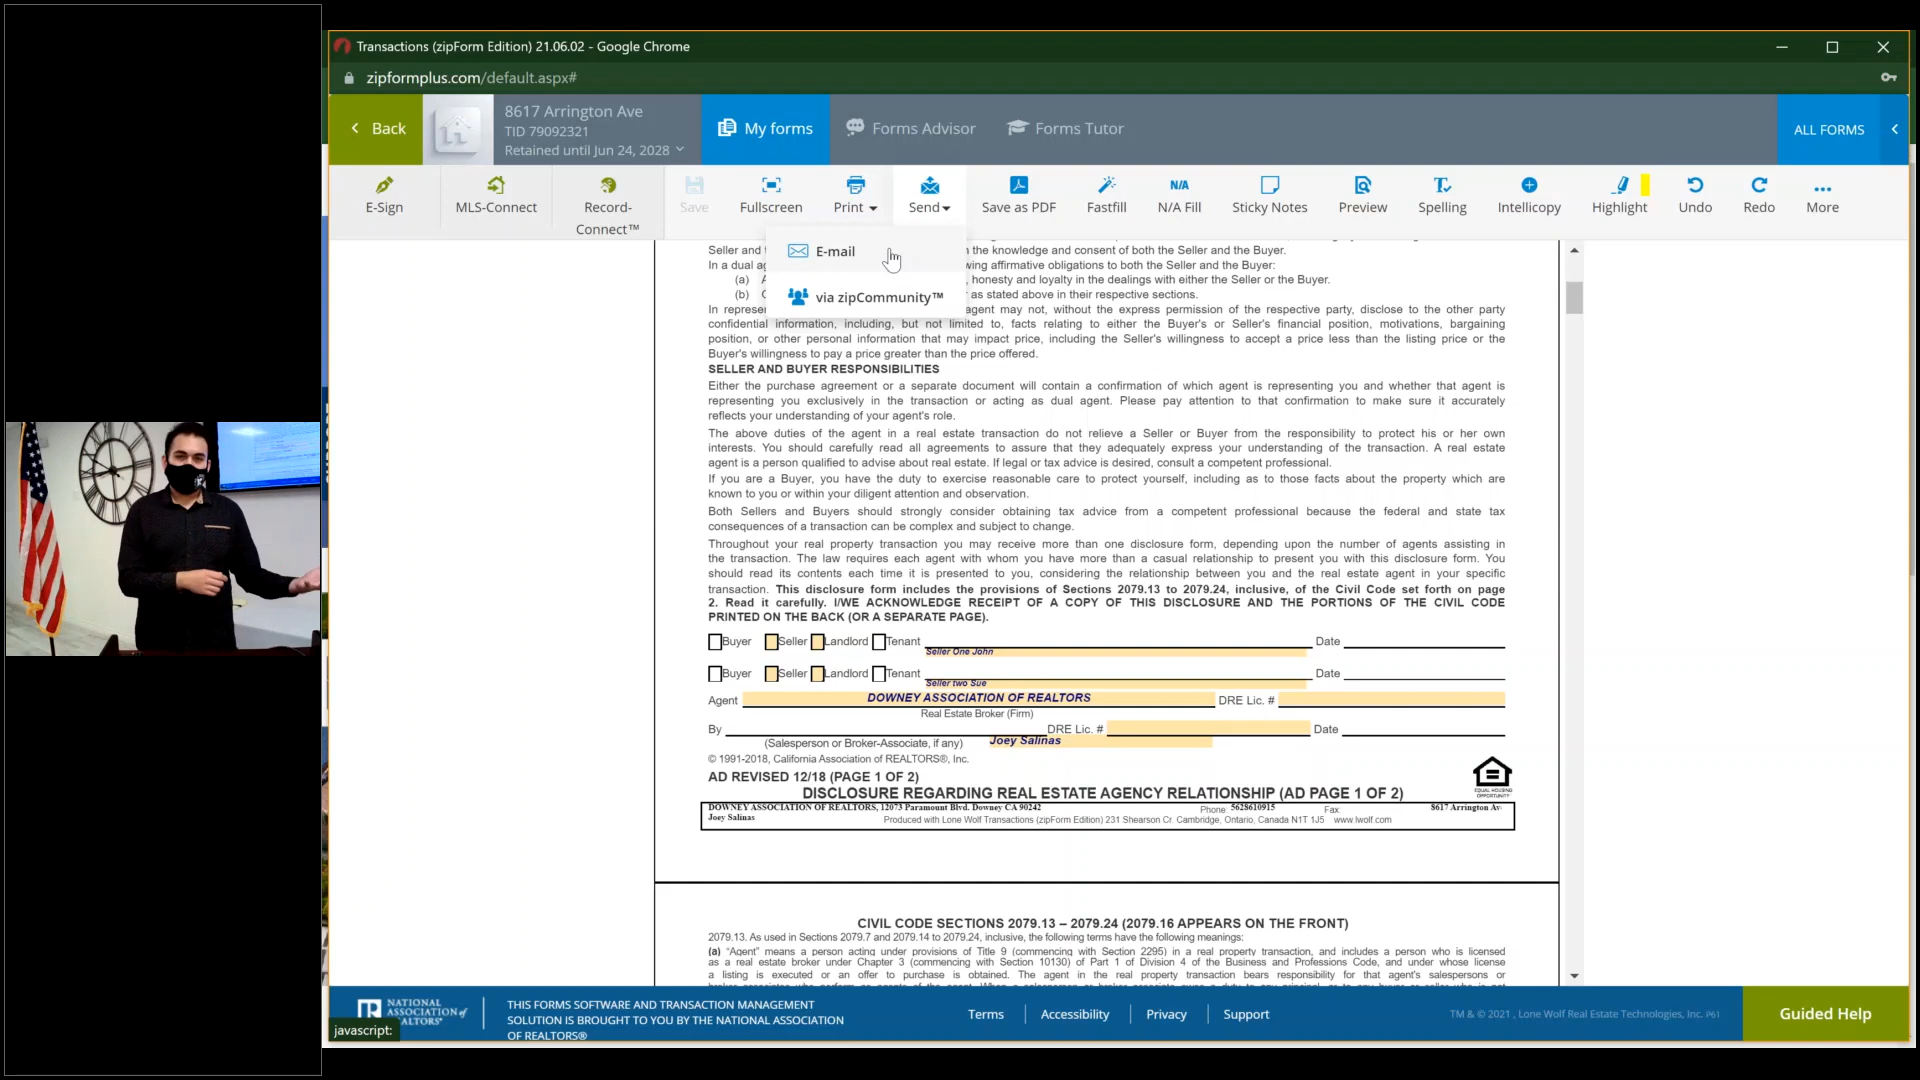 Transactions (zipForm Edition) 21.06.02 - Google Chrome
zipformplus.com/default.aspx#
Back
8617 Arrington Ave
TID 79092321
Retained until Jun 24, 2028
My forms
Forms Advisor
Forms Tutor
ALL FORMS
E-Sign
MLS-Connect
Record-
Connect™
Save
Fullscreen
Print
Send
Save as PDF
Fastfill
N/A
N/A Fill
Sticky Notes
Preview
Spelling
Intellicopy
Highlight
Undo
Redo
More
E-mail
via zipCommunity™
Seller and the knowledge and consent of both the Seller and the Buyer.
In a dual ag wing affirmative obligations to both the Seller and the Buyer:
(a) , honesty and loyalty in the dealings with either the Seller or the Buyer.
(b) as stated above in their respective sections.
In represe agent may not, without the express permission of the respective party, disclose to the other party
confidential information, including, but not limited to, facts relating to either the Buyer's or Seller's financial position, motivations, bargaining
position, or other personal information that may impact price, including the Seller's willingness to accept a price less than the listing price or the
Buyer's willingness to pay a price greater than the price offered.
SELLER AND BUYER RESPONSIBILITIES
Either the purchase agreement or a separate document will contain a confirmation of which agent is representing you and whether that agent is
representing you exclusively in the transaction or acting as dual agent. Please pay attention to that confirmation to make sure it accurately
reflects your understanding of your agent's role.
The above duties of the agent in a real estate transaction do not relieve a Seller or Buyer from the responsibility to protect his or her own
interests. You should carefully read all agreements to assure that they adequately express your understanding of the transaction. A real estate
agent is a person qualified to advise about real estate. If legal or tax advice is desired, consult a competent professional.
If you are a Buyer, you have the duty to exercise reasonable care to protect yourself, including as to those facts about the property which are
known to you or within your diligent attention and observation.
Both Sellers and Buyers should strongly consider obtaining tax advice from a competent professional because the federal and state tax
consequences of a transaction can be complex and subject to change.
Throughout your real property transaction you may receive more than one disclosure form, depending upon the number of agents assisting in
the transaction. The law requires each agent with whom you have more than a casual relationship to present you with this disclosure form. You
should read its contents each time it is presented to you, considering the relationship between you and the real estate agent in your specific
transaction. This disclosure form includes the provisions of Sections 2079.13 to 2079.24, inclusive, of the Civil Code set forth on page
2. Read it carefully. I/WE ACKNOWLEDGE RECEIPT OF A COPY OF THIS DISCLOSURE AND THE PORTIONS OF THE CIVIL CODE
PRINTED ON THE BACK (OR A SEPARATE PAGE).
Buyer Seller Landlord Tenant Date
Seller One John
Buyer Seller Landlord Tenant Date
Seller two Sue
Agent DOWNEY ASSOCIATION OF REALTORS DRE Lic. #
Real Estate Broker (Firm)
By DRE Lic. # Date
(Salesperson or Broker-Associate, if any) Joey Salinas
© 1991-2018, California Association of REALTORS®, Inc.
AD REVISED 12/18 (PAGE 1 OF 2)
EQUAL HOUSING
OPPORTUNITY
DISCLOSURE REGARDING REAL ESTATE AGENCY RELATIONSHIP (AD PAGE 1 OF 2)
DOWNEY ASSOCIATION OF REALTORS, 12073 Paramount Blvd. Downey CA 90242 Phone: 5628610915 Fax: 8617 Arrington Av
Joey Salinas Produced with Lone Wolf Transactions (zipForm Edition) 231 Shearson Cr. Cambridge, Ontario, Canada N1T 1J5 www.lwolf.com
CIVIL CODE SECTIONS 2079.13 – 2079.24 (2079.16 APPEARS ON THE FRONT)
2079.13. As used in Sections 2079.7 and 2079.14 to 2079.24, inclusive, the following terms have the following meanings:
(a) "Agent" means a person acting under provisions of Title 9 (commencing with Section 2295) in a real property transaction, and includes a person who is licensed
as a real estate broker under Chapter 3 (commencing with Section 10130) of Part 1 of Division 4 of the Business and Professions Code, and under whose license
a listing is executed or an offer to purchase is obtained. The agent in the real property transaction bears responsibility for that agent's salespersons or
NATIONAL
ASSOCIATION of
REALTORS®
THIS FORMS SOFTWARE AND TRANSACTION MANAGEMENT
SOLUTION IS BROUGHT TO YOU BY THE NATIONAL ASSOCIATION
OF REALTORS®
Terms
Accessibility
Privacy
Support
TM & © 2021 , Lone Wolf Real Estate Technologies, Inc. P61
Guided Help
javascript: